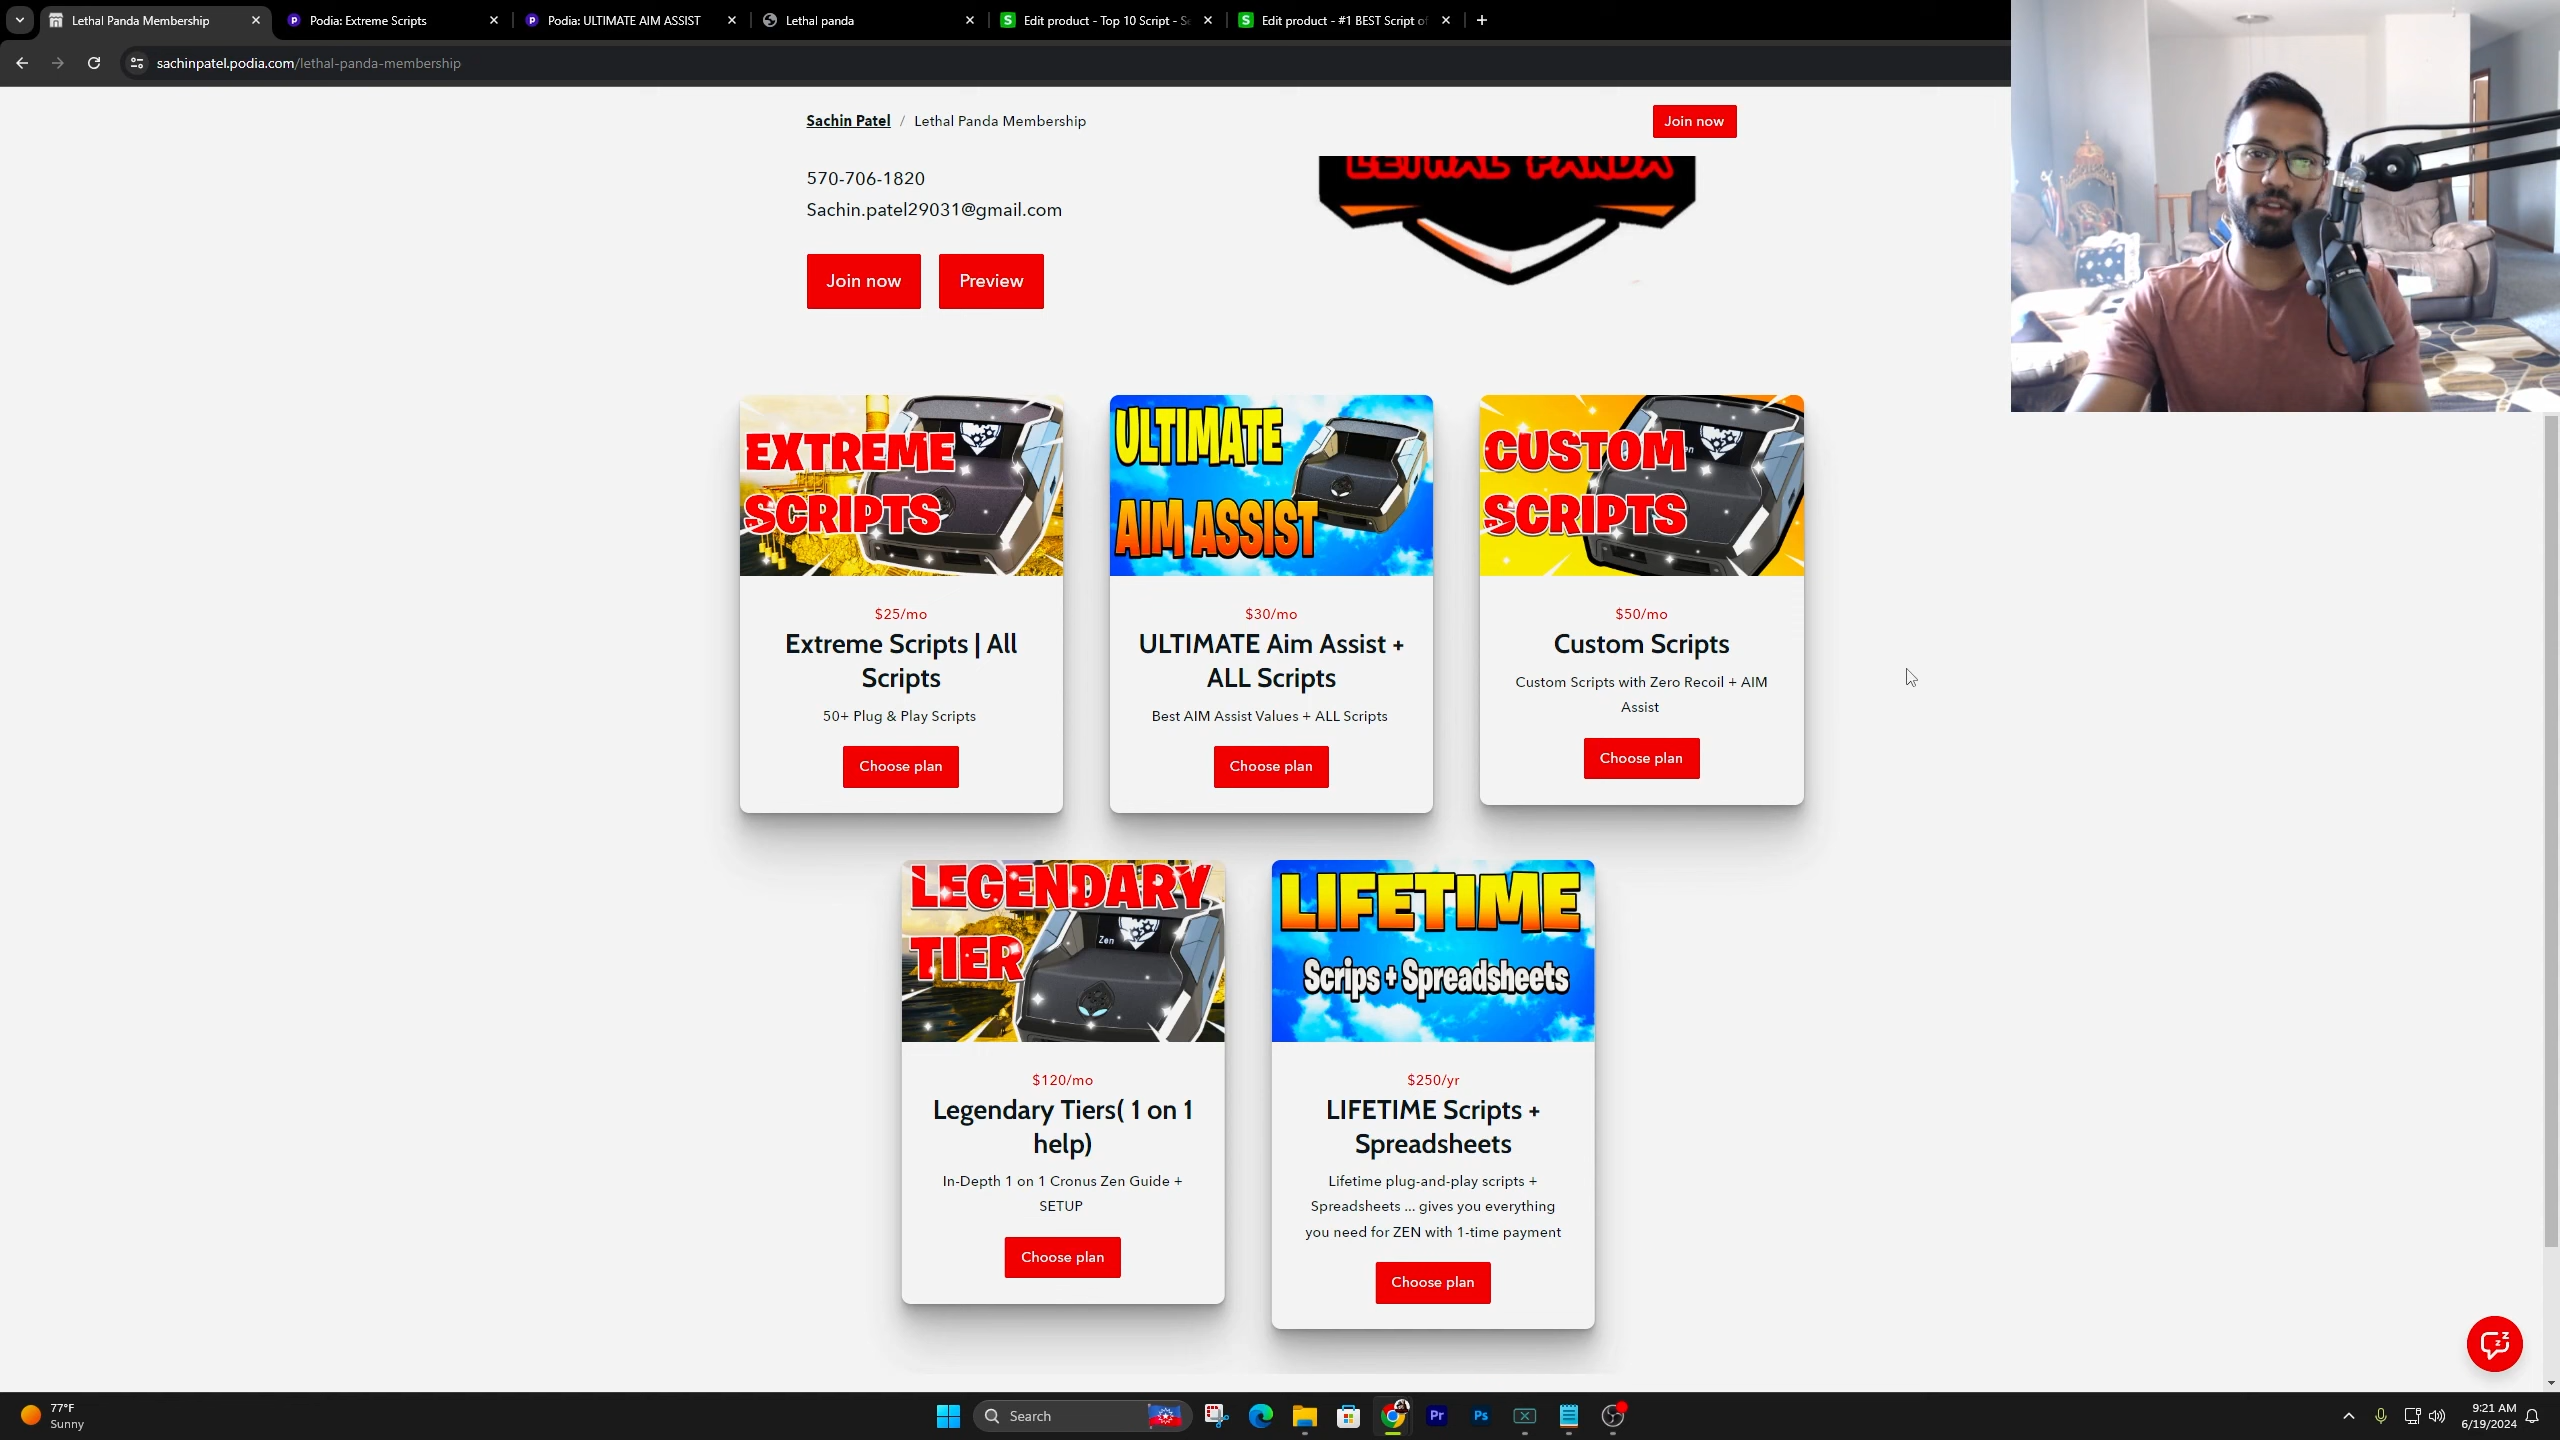 Lethal Panda Membership
Podia: Extreme Scripts
Podia: ULTIMATE AIM ASSIST
Lethal panda
Edit product - Top 10 Script - Se
Edit product - #1 BEST Script of
sachinpatel.podia.com/lethal-panda-membership
Sachin Patel / Lethal Panda Membership
Join now
570-706-1820
Sachin.patel29031@gmail.com
LETHAL PANDA
Join now
Preview
EXTREME
SCRIPTS
ULTIMATE
AIM ASSIST
CUSTOM
SCRIPTS
$25/mo
Extreme Scripts | All
Scripts
50+ Plug & Play Scripts
Choose plan
$30/mo
ULTIMATE Aim Assist +
ALL Scripts
Best AIM Assist Values + ALL Scripts
Choose plan
$50/mo
Custom Scripts
Custom Scripts with Zero Recoil + AIM
Assist
Choose plan
LEGENDARY
TIER
Zen
LIFETIME
Scrips + Spreadsheets
$120/mo
Legendary Tiers( 1 on 1
help)
In-Depth 1 on 1 Cronus Zen Guide +
SETUP
Choose plan
$250/yr
LIFETIME Scripts +
Spreadsheets
Lifetime plug-and-play scripts +
Spreadsheets ... gives you everything
you need for ZEN with 1-time payment
Choose plan
77°F
Sunny
Search
Pr
Ps
9:21 AM
6/19/2024